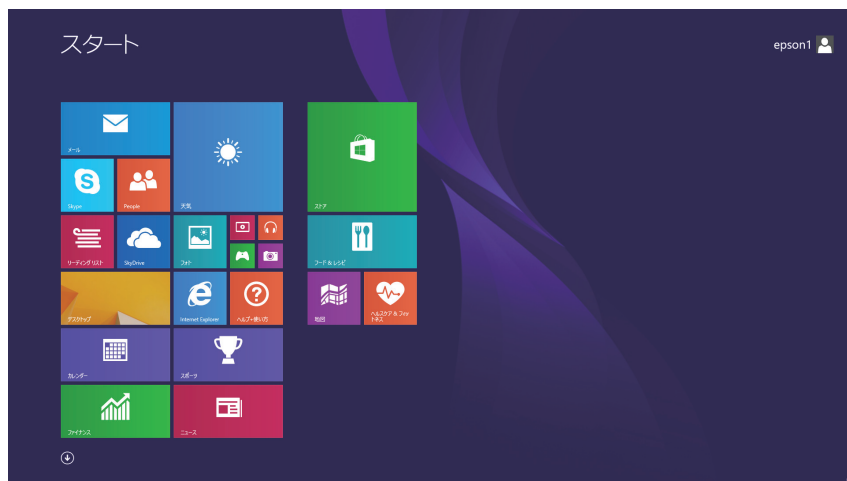 スタート
epson1
メール
天気
ストア
Skype
People
リーディングリスト
SkyDrive
フォト
フード & レシピ
デスクトップ
Internet Explorer
ヘルプ+使い方
地図
ヘルスケア & フィッ
トネス
カレンダー
スポーツ
ファイナンス
ニュース